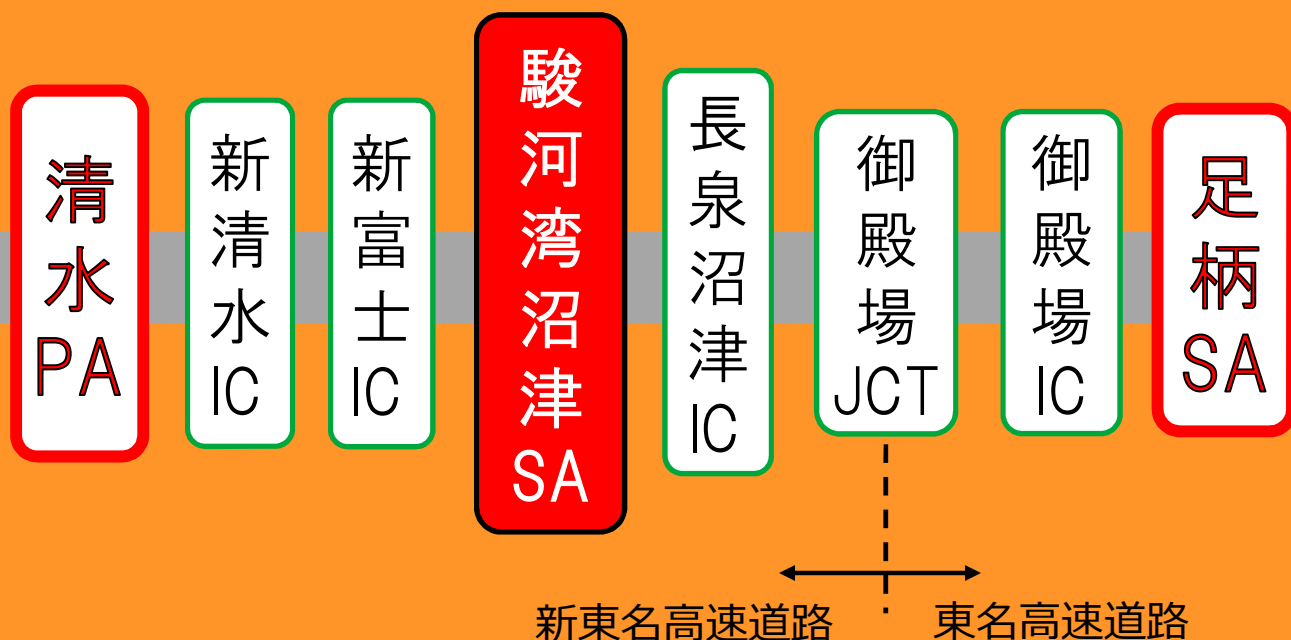 清水PA
新清水IC
新富士IC
駿河湾沼津SA
長泉沼津IC
御殿場JCT
御殿場IC
足柄SA
新東名高速道路
東名高速道路